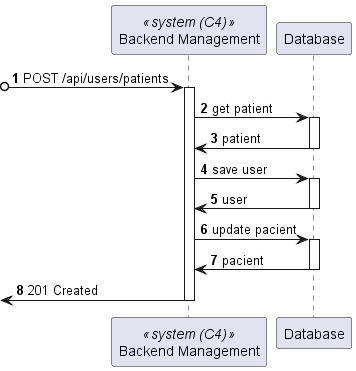 «system (C4)»
Backend Management
Database
1 POST /api/users/patients
2 get patient
3 patient
4 save user
5 user
6 update pacient
7 pacient
8 201 Created
«system (C4)»
Backend Management
Database